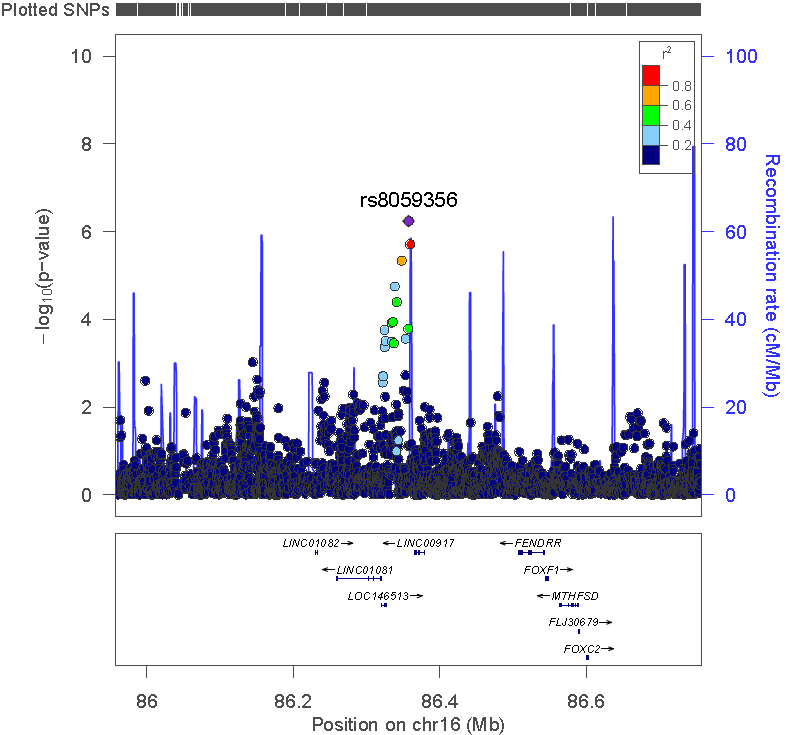 Plotted SNPs
10
8
6
4
2
0
−log10(p−value)
100
80
60
40
20
0
Recombination rate (cM/Mb)
r2
0.8
0.6
0.4
0.2
rs8059356
LINC01082→
←LINC00917
←FENDRR
←LINC01081
FOXF1→
LOC146513→
←MTHFSD
FLJ30679→
FOXC2→
86
86.2
86.4
86.6
Position on chr16 (Mb)